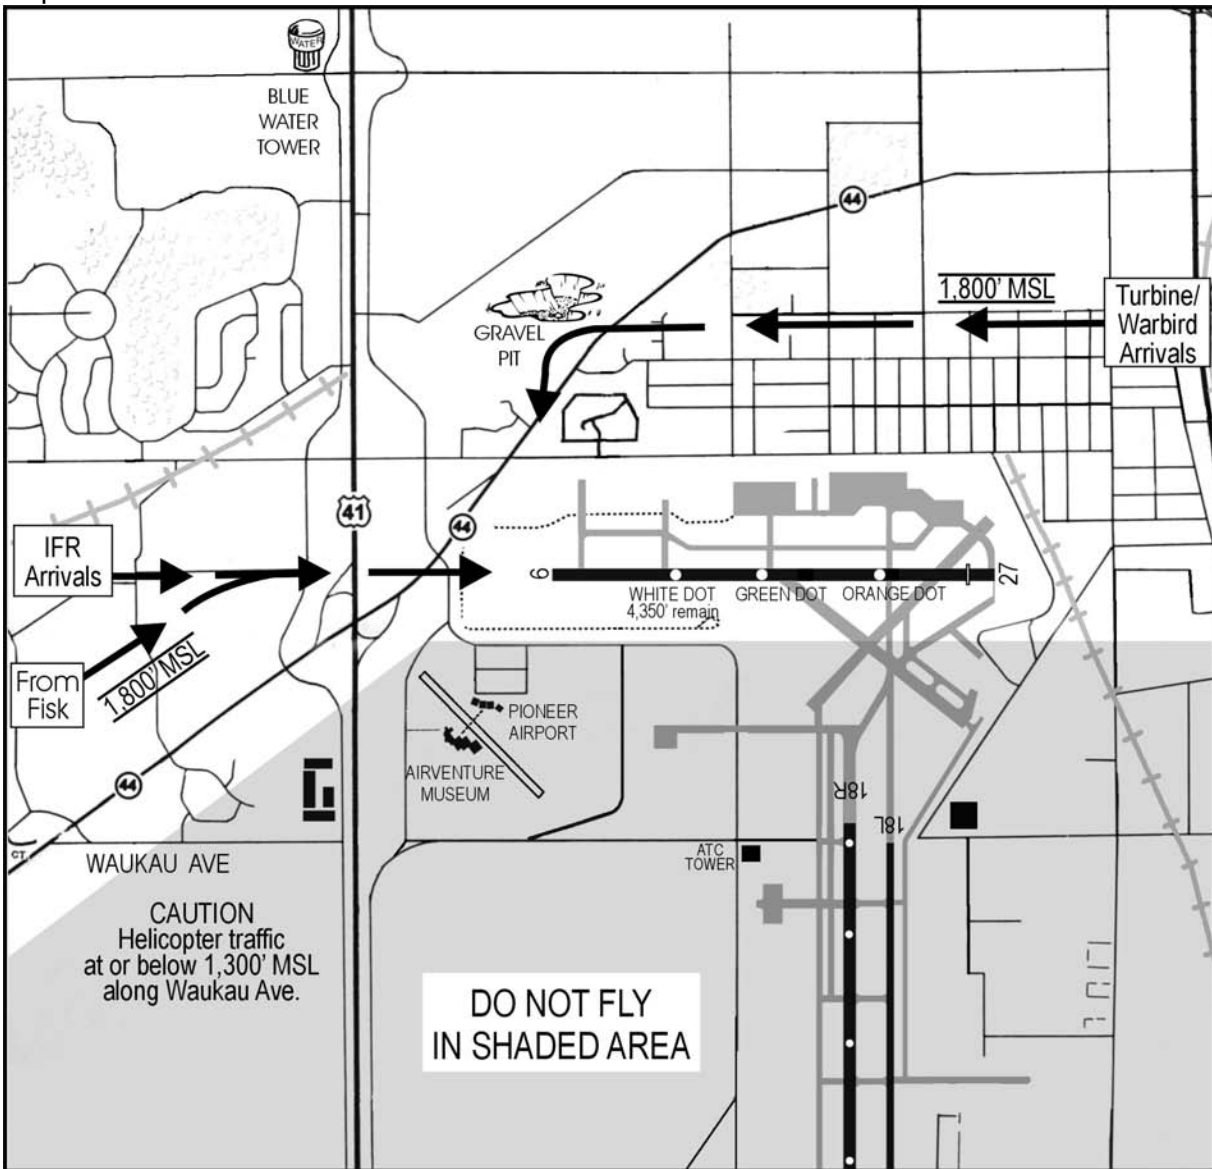 WATER
BLUE
WATER
TOWER
44
1,800' MSL
Turbine/
Warbird
Arrivals
GRAVEL
PIT
41
44
IFR
Arrivals
9
27
WHITE DOT
4,350' remain
GREEN DOT
ORANGE DOT
From
Fisk
1,800' MSL
PIONEER
AIRPORT
AIRVENTURE
MUSEUM
44
18R
18L
CT.
WAUKAU AVE
ATC
TOWER
CAUTION
Helicopter traffic
at or below 1,300' MSL
along Waukau Ave.
DO NOT FLY
IN SHADED AREA